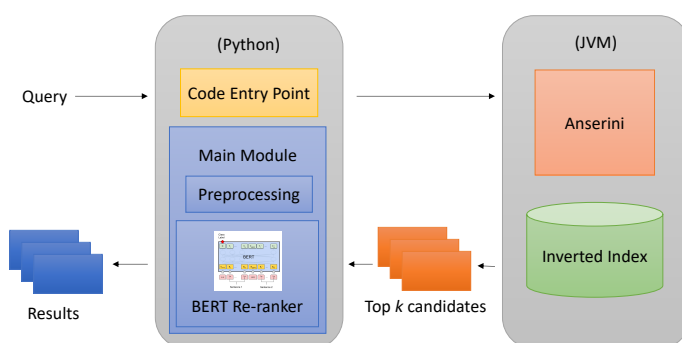 (Python)
(JVM)
Query
Code Entry Point
Anserini
Main Module
Preprocessing
BERT
BERT Re-ranker
Inverted Index
Results
Top k candidates